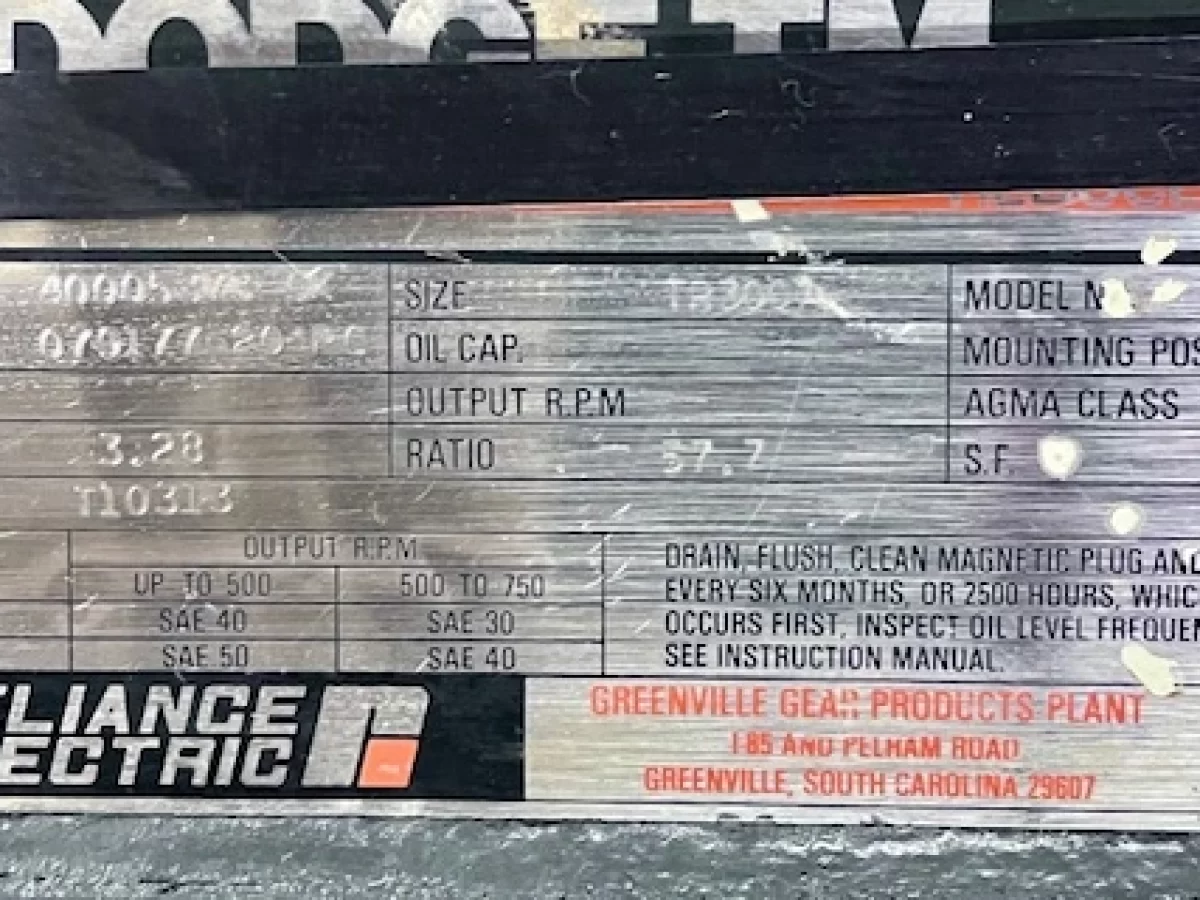 SIZE
MODEL
OIL CAP.
MOUNTING POS
OUTPUT R.P.M
AGMA CLASS
3:28
RATIO
37.7
S.F.
T10313
OUTPUT R.P.M.
UP TO 500
500 TO 750
SAE 40
SAE 30
SAE 50
SAE 40
DRAIN, FLUSH, CLEAN MAGNETIC PLUG AND
EVERY SIX MONTHS, OR 2500 HOURS, WHIC
OCCURS FIRST, INSPECT OIL LEVEL FREQUEN
SEE INSTRUCTION MANUAL.
LIANCE
ECTRIC
GREENVILLE GEAR PRODUCTS PLANT
I 85 AND PELHAM ROAD
GREENVILLE, SOUTH CAROLINA 29607